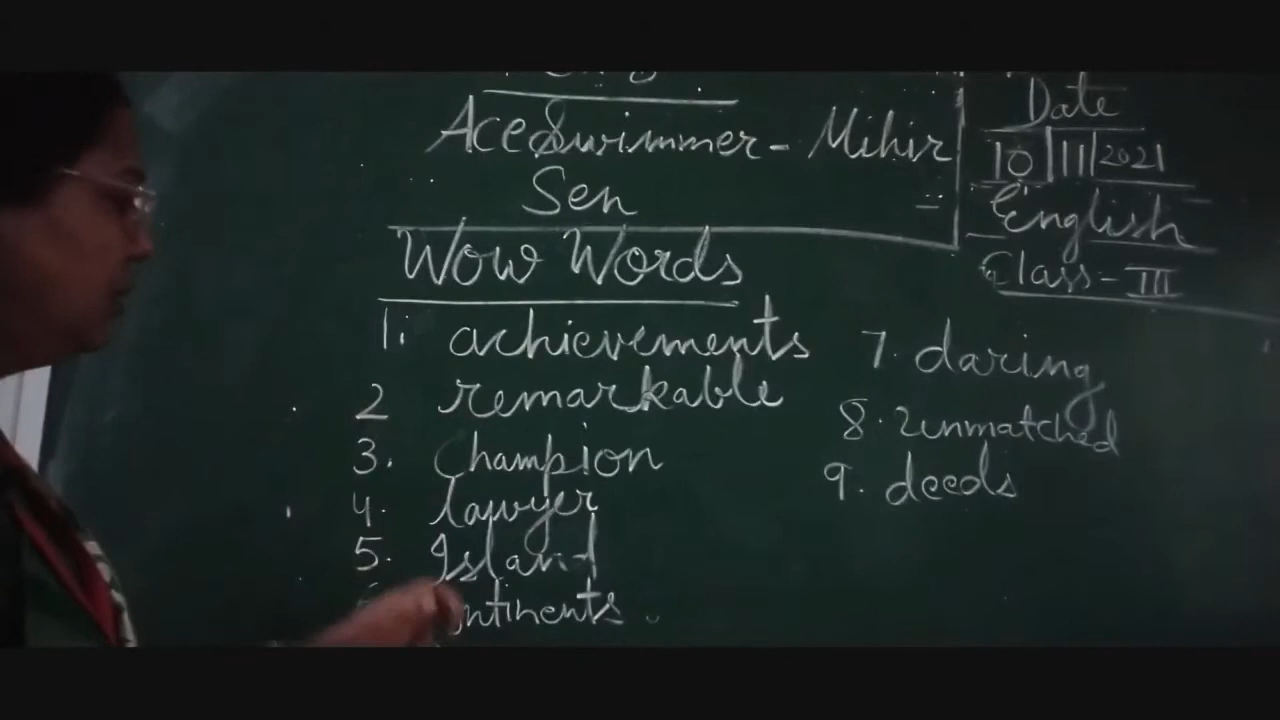 Ace Swimmer - Mihir
Sen
Wow Words
1. achievements
2 remarkable
3. Champion
4. lawyer
5. Island
ntinents
7. daring
8. unmatched
9. deeds
Date
10|11|2021
English
Class - III